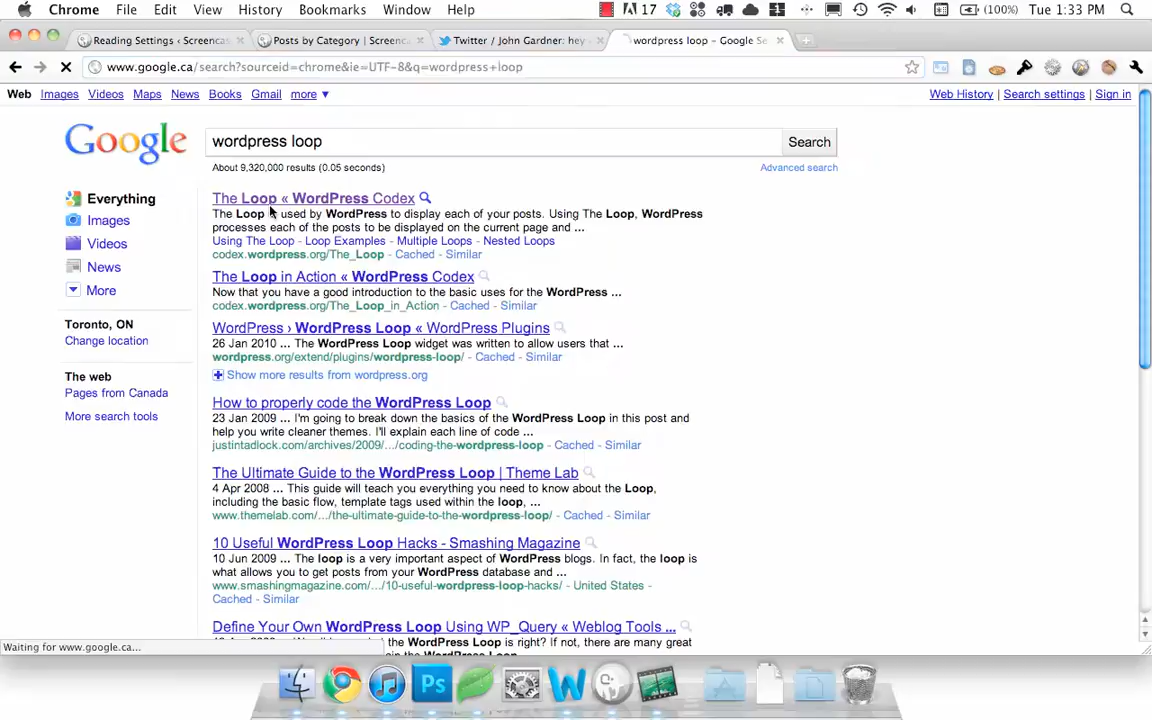 Chrome File Edit View History Bookmarks Window Help 17 (100%) Tue 1:33 PM
Reading Settings ‹ Screenca Posts by Category | Screenca Twitter / John Gardner: hey wordpress loop - Google Se
www.google.ca/search?sourceid=chrome&ie=UTF-8&q=wordpress+loop
Web Images Videos Maps News Books Gmail more ▼ Web History | Search settings | Sign in
Google wordpress loop Search
About 9,320,000 results (0.05 seconds) Advanced search
Everything
Images
Videos
News
More
Toronto, ON
Change location
The web
Pages from Canada
More search tools
The Loop « WordPress Codex
The Loop is used by WordPress to display each of your posts. Using The Loop, WordPress
processes each of the posts to be displayed on the current page and ...
Using The Loop - Loop Examples - Multiple Loops - Nested Loops
codex.wordpress.org/The_Loop - Cached - Similar
The Loop in Action « WordPress Codex
Now that you have a good introduction to the basic uses for the WordPress ...
codex.wordpress.org/The_Loop_in_Action - Cached - Similar
WordPress › WordPress Loop « WordPress Plugins
26 Jan 2010 ... The WordPress Loop widget was written to allow users that ...
wordpress.org/extend/plugins/wordpress-loop/ - Cached - Similar
Show more results from wordpress.org
How to properly code the WordPress Loop
23 Jan 2009 ... I'm going to break down the basics of the WordPress Loop in this post and
help you write cleaner themes. I'll explain each line of code ...
justintadlock.com/archives/2009/.../coding-the-wordpress-loop - Cached - Similar
The Ultimate Guide to the WordPress Loop | Theme Lab
4 Apr 2008 ... This guide will teach you everything you need to know about the Loop,
including the basic flow, template tags used within the loop, ...
www.themelab.com/.../the-ultimate-guide-to-the-wordpress-loop/ - Cached - Similar
10 Useful WordPress Loop Hacks - Smashing Magazine
10 Jun 2009 ... The loop is a very important aspect of WordPress blogs. In fact, the loop is
what allows you to get posts from your WordPress database and ...
www.smashingmagazine.com/.../10-useful-wordpress-loop-hacks/ - United States -
Cached - Similar
Define Your Own WordPress Loop Using WP_Query « Weblog Tools ...
the WordPress Loop is right? If not, there are many great
Waiting for www.google.ca...
Ps W